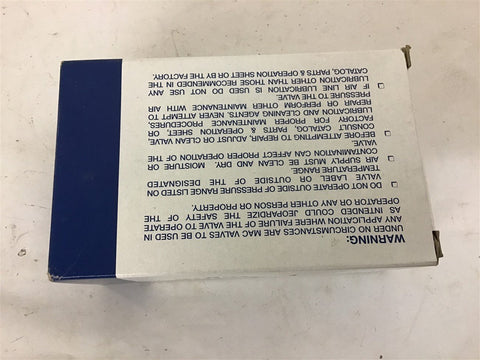 WARNING:
UNDER NO CIRCUMSTANCES ARE MAC VALVES TO BE USED IN
ANY APPLICATION WHERE FAILURE OF THE VALVES TO OPERATE
AS INTENDED COULD JEOPARDIZE THE SAFETY OF THE
OPERATOR OR ANY OTHER PERSON OR PROPERTY.
☐ DO NOT OPERATE OUTSIDE OF PRESSURE RANGE LISTED ON
VALVE LABEL OR OUTSIDE OF THE DESIGNATED
TEMPERATURE RANGE.
☐ AIR SUPPLY MUST BE CLEAN AND DRY. MOISTURE OR
CONTAMINATION CAN AFFECT PROPER OPERATION OF THE
VALVE.
☐ BEFORE ATTEMPTING TO REPAIR, ADJUST OR CLEAN VALVE,
CONSULT CATALOG, PARTS & OPERATION SHEET, OR
FACTORY FOR PROPER MAINTENANCE PROCEDURES,
LUBRICATION AND CLEANING AGENTS. NEVER ATTEMPT TO
REPAIR OR PERFORM OTHER MAINTENANCE WITH AIR
PRESSURE TO THE VALVE.
☐ IF AIR LINE LUBRICATION IS USED DO NOT USE ANY
LUBRICATION OTHER THAN THOSE RECOMMENDED IN THE
CATALOG, PARTS & OPERATION SHEET OR BY THE FACTORY.